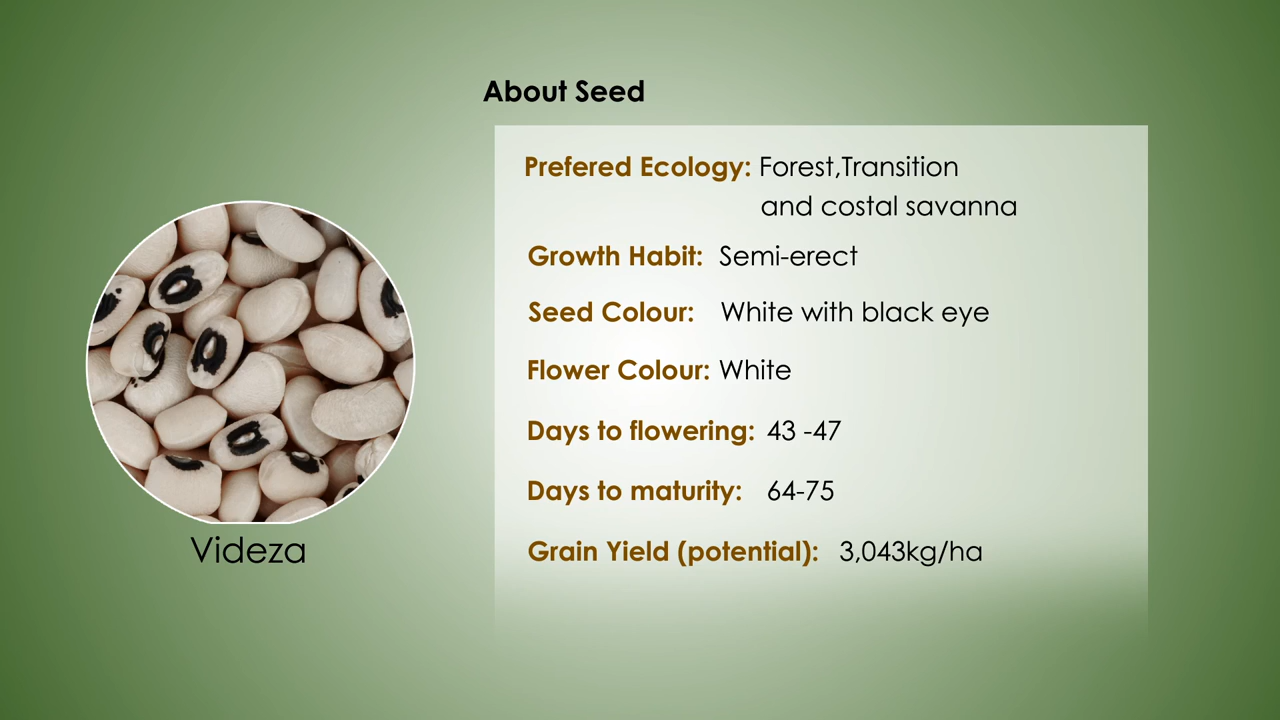 About Seed
Prefered Ecology: Forest,Transition
and costal savanna
Growth Habit: Semi-erect
Seed Colour: White with black eye
Flower Colour: White
Days to flowering: 43 -47
Days to maturity: 64-75
Grain Yield (potential): 3,043kg/ha
Videza